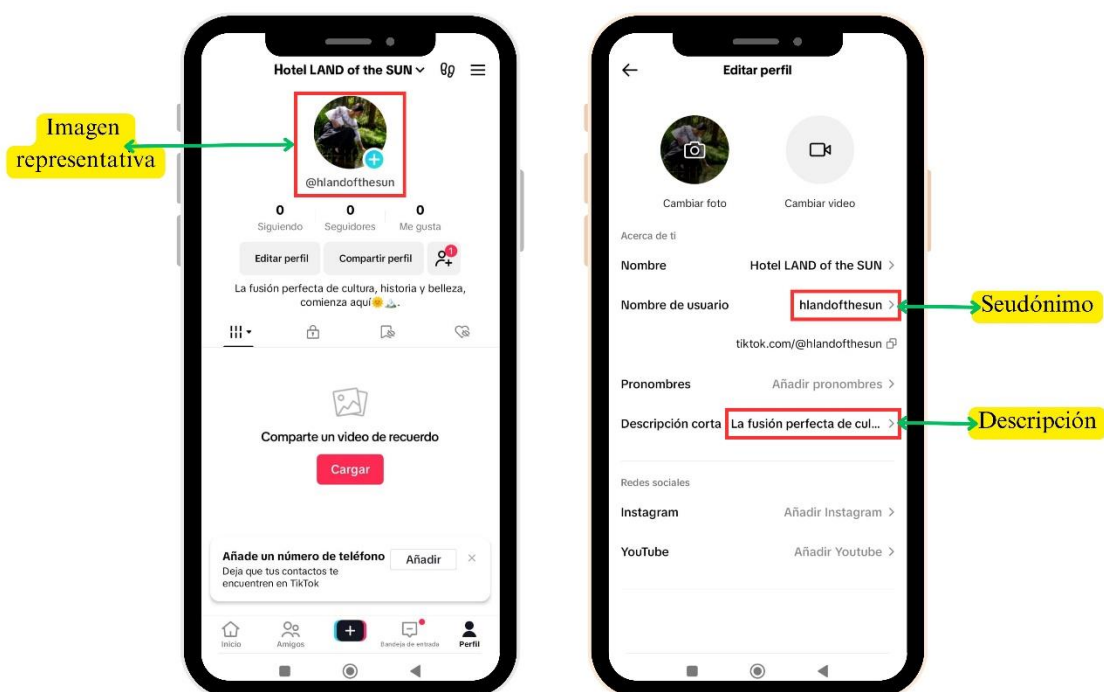 Hotel LAND of the SUN
Imagen
representativa
@hlandofthesun
0 0 0
Siguiendo Seguidores Me gusta
Editar perfil Compartir perfil 1
La fusión perfecta de cultura, historia y belleza,
comienza aquí🌞⛰️.
Comparte un video de recuerdo
Cargar
Añade un número de teléfono
Deja que tus contactos te
encuentren en TikTok
Añadir
Inicio Amigos Bandeja de entrada Perfil
Editar perfil
Cambiar foto Cambiar video
Acerca de ti
Nombre Hotel LAND of the SUN >
Nombre de usuario hlandofthesun >
Seudónimo
tiktok.com/@hlandofthesun
Pronombres Añadir pronombres >
Descripción corta La fusión perfecta de cul... >
Descripción
Redes sociales
Instagram Añadir Instagram >
YouTube Añadir Youtube >